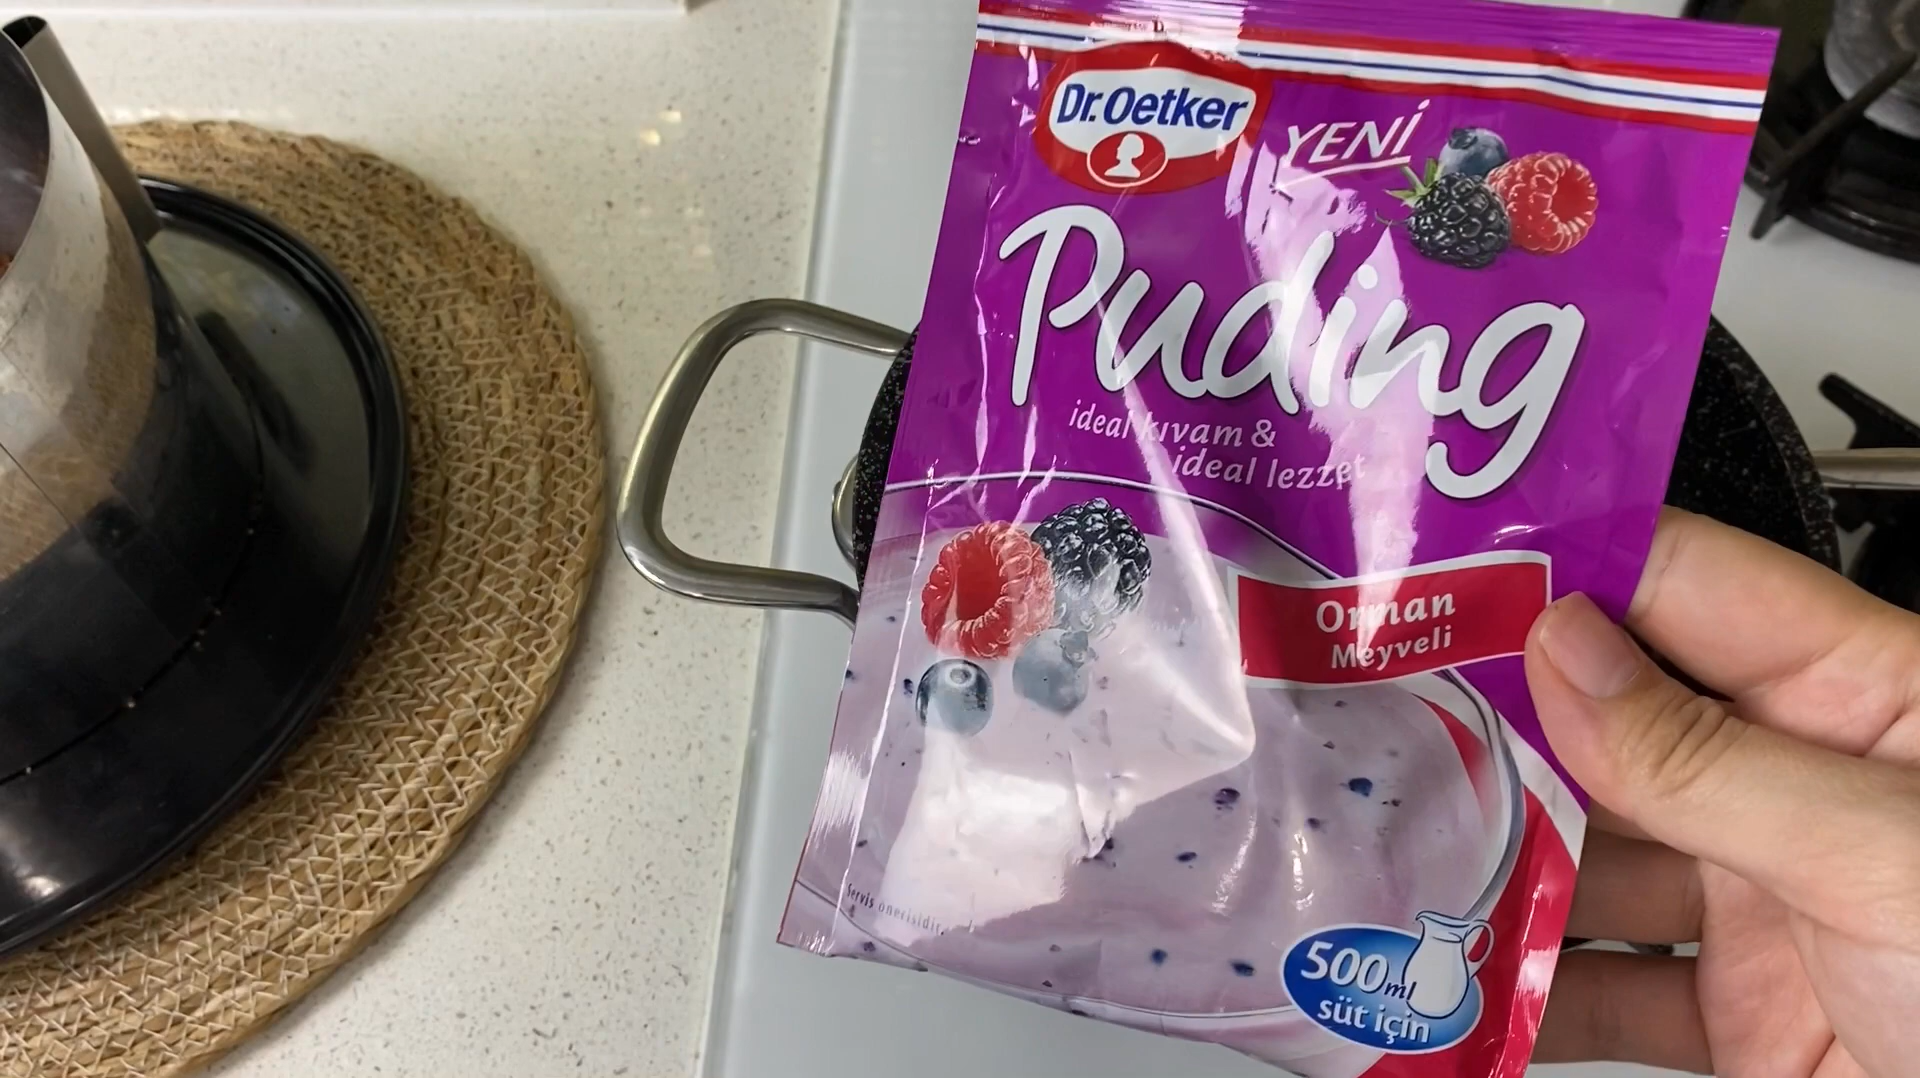 Dr. Oetker
YENİ
Puding
ideal kıvam &
ideal lezzet
Orman
Meyveli
Servis önerisidir.
500ml
süt için